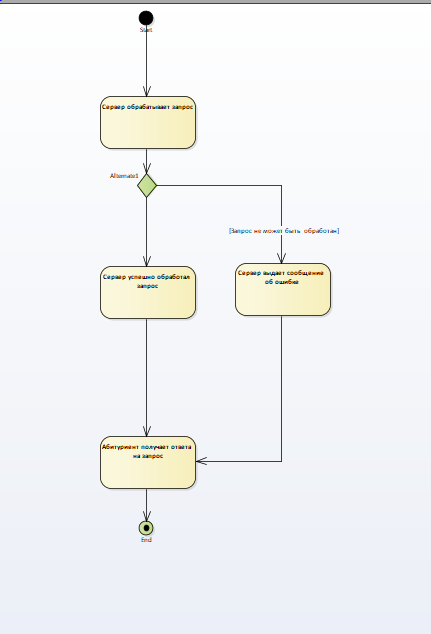 Start
Сервер обрабатывает запрос
Alternate1
[Запрос не может быть обработан]
Сервер успешно обработал
запрос
Сервер выдает сообщение
об ошибке
Абитуриент получает ответа
на запрос
End